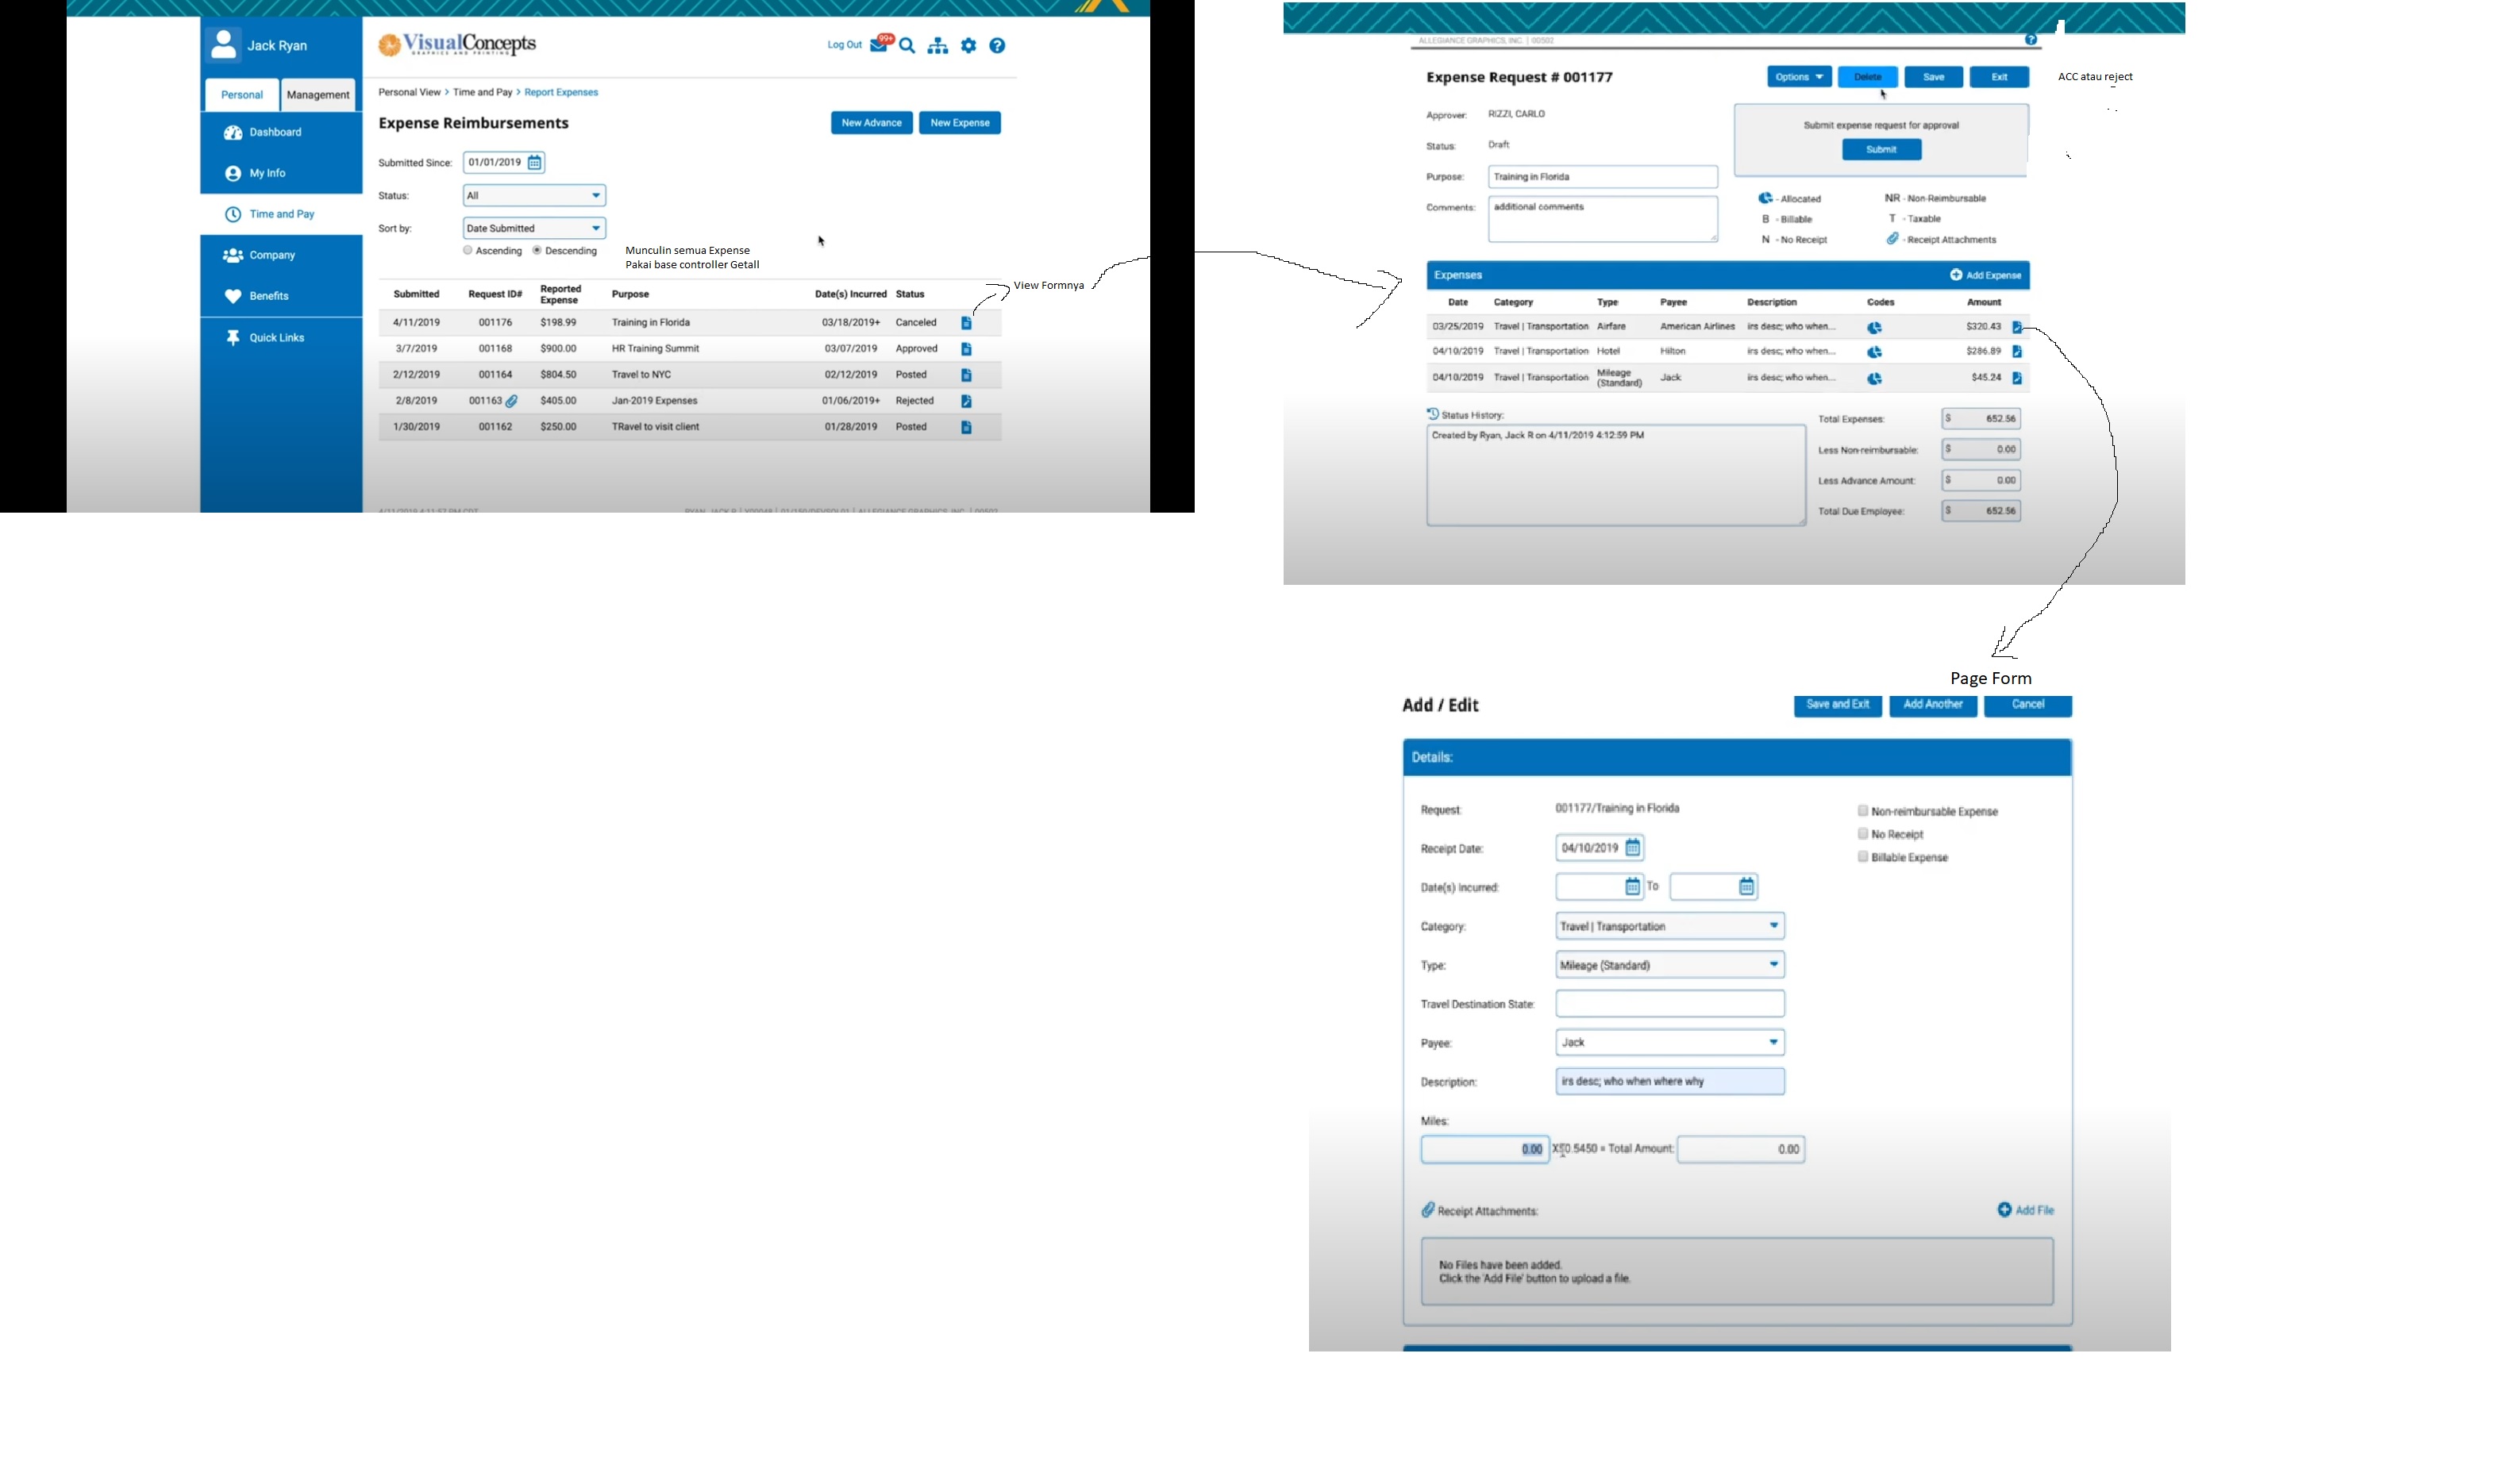 Jack Ryan
Personal
Management
Dashboard
My Info
Time and Pay
Company
Benefits
Quick Links
VisualConcepts
GRAPHICS AND PRINTING
Log Out
99+
Personal View > Time and Pay > Report Expenses
Expense Reimbursements
New Advance
New Expense
Submitted Since: 01/01/2019
Status: All
Sort by: Date Submitted
Ascending Descending
Munculin semua Expense
Pakai base controller Getall
View Formnya
Submitted Request ID# Reported Expense Purpose Date(s) Incurred Status
4/11/2019 001176 $198.99 Training in Florida 03/18/2019+ Canceled
3/7/2019 001168 $900.00 HR Training Summit 03/07/2019 Approved
2/12/2019 001164 $804.50 Travel to NYC 02/12/2019 Posted
2/8/2019 001163 $405.00 Jan-2019 Expenses 01/06/2019+ Rejected
1/30/2019 001162 $250.00 TRavel to visit client 01/28/2019 Posted
ALLEGIANCE GRAPHICS, INC. | 00502
Expense Request # 001177
Options
Delete
Save
Exit
ACC atau reject
Approver: RIZZI, CARLO
Status: Draft
Purpose: Training in Florida
Comments: additional comments
Submit expense request for approval
Submit
- Allocated
NR - Non-Reimbursable
B - Billable
T - Taxable
N - No Receipt
- Receipt Attachments
Expenses
Add Expense
Date Category Type Payee Description Codes Amount
03/25/2019 Travel | Transportation Airfare American Airlines irs desc; who when... $320.43
04/10/2019 Travel | Transportation Hotel Hilton irs desc; who when... $286.89
04/10/2019 Travel | Transportation Mileage (Standard) Jack irs desc; who when... $45.24
Status History:
Created by Ryan, Jack R on 4/11/2019 4:12:59 PM
Total Expenses: $ 652.56
Less Non-reimbursable: $ 0.00
Less Advance Amount: $ 0.00
Total Due Employee: $ 652.56
Page Form
Add / Edit
Save and Exit
Add Another
Cancel
Details:
Request: 001177/Training in Florida
Receipt Date: 04/10/2019
Date(s) Incurred: To
Category: Travel | Transportation
Type: Mileage (Standard)
Travel Destination State:
Payee: Jack
Description: irs desc; who when where why
Non-reimbursable Expense
No Receipt
Billable Expense
Miles:
0.00 X$0.5450 = Total Amount: 0.00
Receipt Attachments:
Add File
No Files have been added.
Click the 'Add File' button to upload a file.